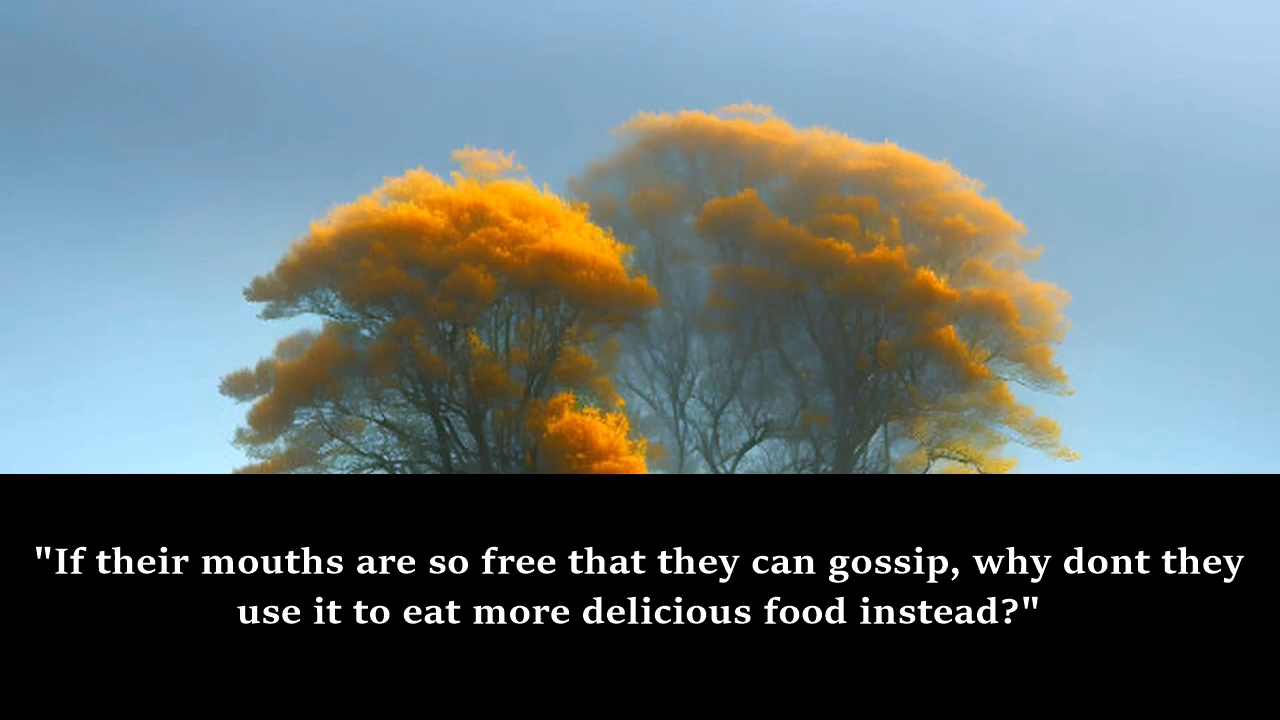 "If their mouths are so free that they can gossip, why dont they
use it to eat more delicious food instead?"